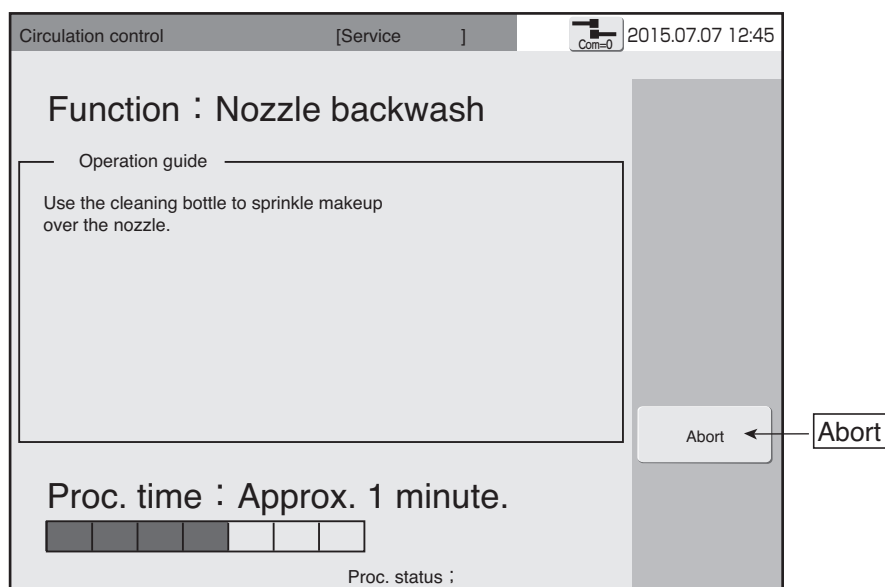 Circulation control [Service ] Com=0 2015.07.07 12:45
Function：Nozzle backwash
Operation guide
Use the cleaning bottle to sprinkle makeup
over the nozzle.
Abort
Abort
Proc. time：Approx. 1 minute.
Proc. status ;